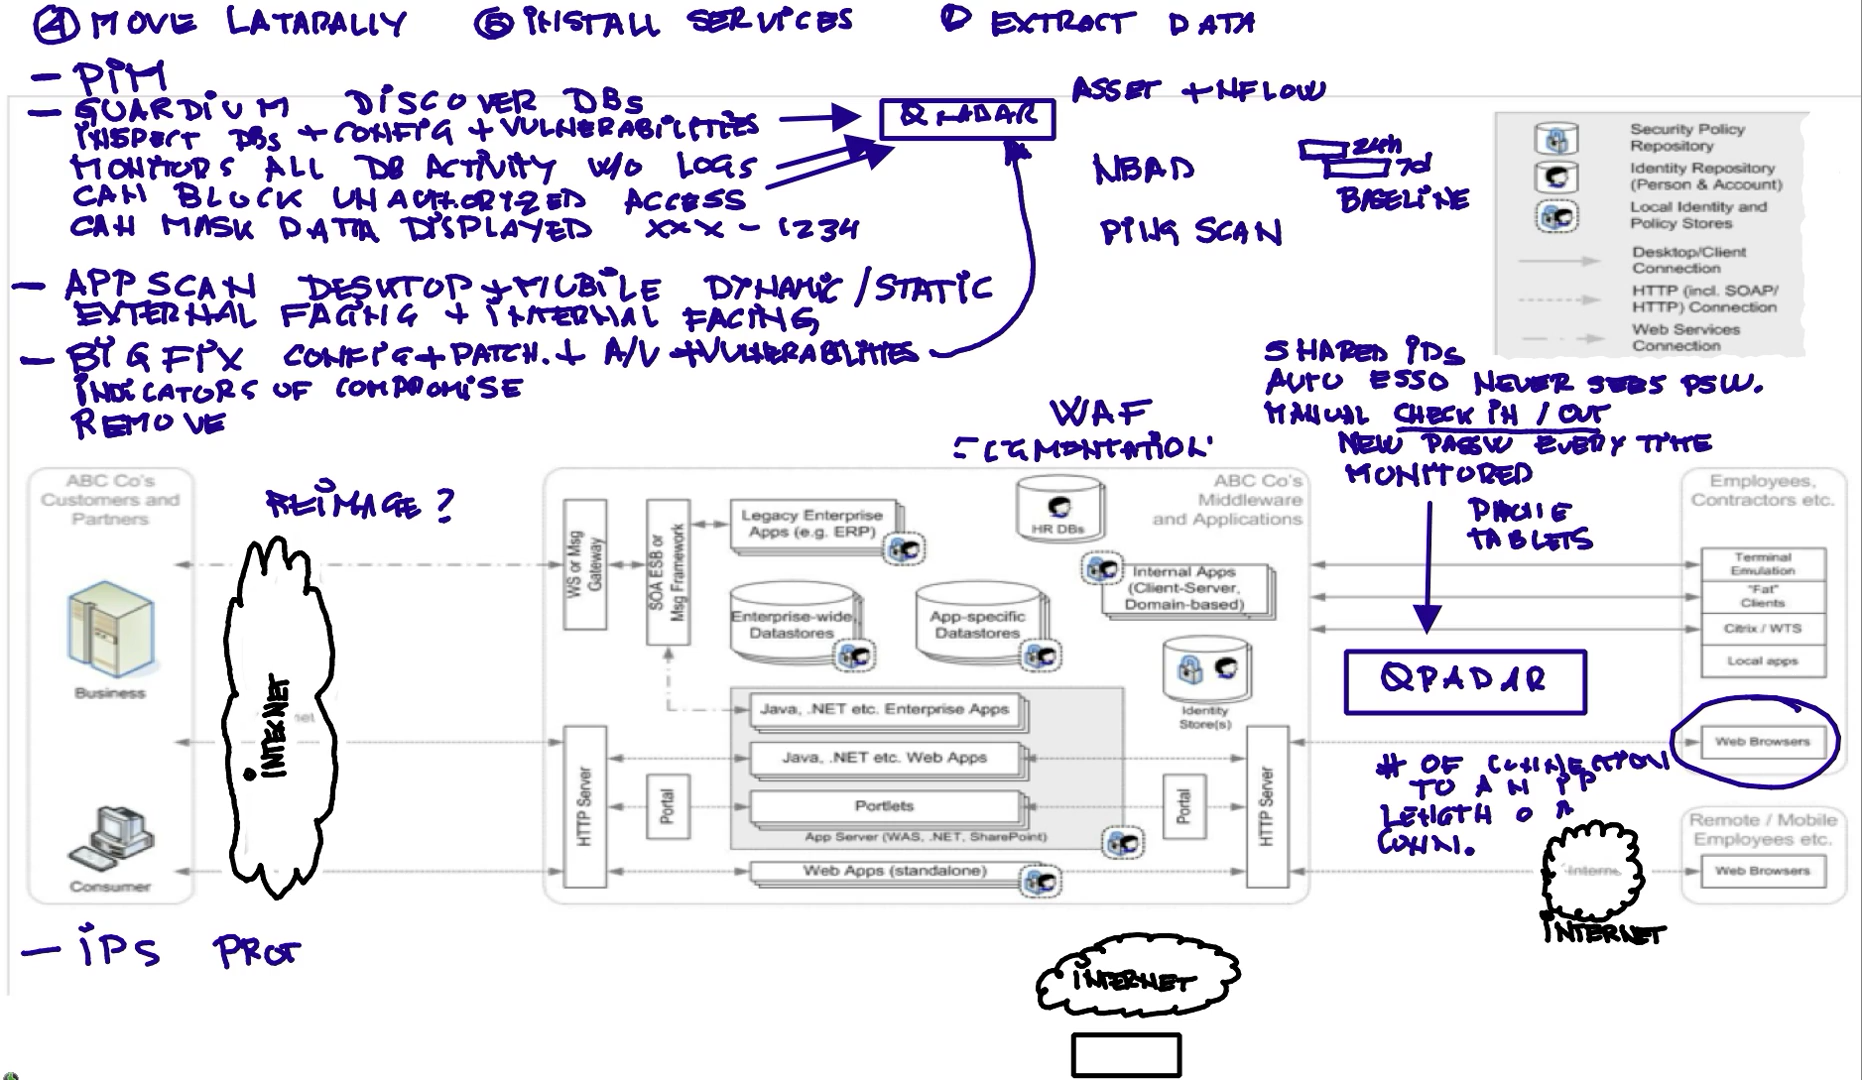 ④ MOVE LATARALLY ⑤ INSTALL SERVICES EXTRACT DATA
– PIM
– GUARDIUM DISCOVER DBs
INSPECT DBs + CONFIG + VULNERABILITIES
MONITORS ALL DB ACTIVITY W/O LOGS
CAN BLOCK UNAUTHORIZED ACCESS
CAN MASK DATA DISPLAYED XXX – 1234
QRADAR
ASSET + NFLOW
NBAD
24h
7d
BASELINE
PING SCAN
– APPSCAN DESKTOP + MOBILE DYNAMIC / STATIC
EXTERNAL FACING + INTERNAL FACING
– BIGFIX CONFIG + PATCH. + A/V + VULNERABILITIES
INDICATORS OF COMPROMISE
REMOVE
Security Policy
Repository
Identity Repository
(Person & Account)
Local Identity and
Policy Stores
Desktop/Client
Connection
HTTP (incl. SOAP/
HTTP) Connection
Web Services
Connection
SHARED IDs
AUTO ESSO NEVER SEES PSW.
MANUAL CHECK IN / OUT
NEW PASSW EVERY TIME
MONITORED
WAF
TABLETS
QRADAR
ABC Co's
Customers and
Partners
REIMAGE?
Business
Consumer
INTERNET
net
WS or Msg
Gateway
SOA ESB or
Msg Framework
Legacy Enterprise
Apps (e.g. ERP)
HR DBs
ABC Co's
Middleware
and Applications
Internal Apps
(Client-Server,
Domain-based)
Enterprise-wide
Datastores
App-specific
Datastores
Identity
Store(s)
Java, .NET etc. Enterprise Apps
Java, .NET etc. Web Apps
Portlets
App Server (WAS, .NET, SharePoint)
Web Apps (standalone)
HTTP Server
Portal
Portal
HTTP Server
Employees,
Contractors etc.
Terminal
Emulation
"Fat"
Clients
Citrix / WTS
Local apps
Web Browsers
# OF CONNECTION
TO AN
LENGTH
CONN.
Remote / Mobile
Employees etc.
Web Browsers
Interne
INTERNET
– IPS PROT
INTERNET